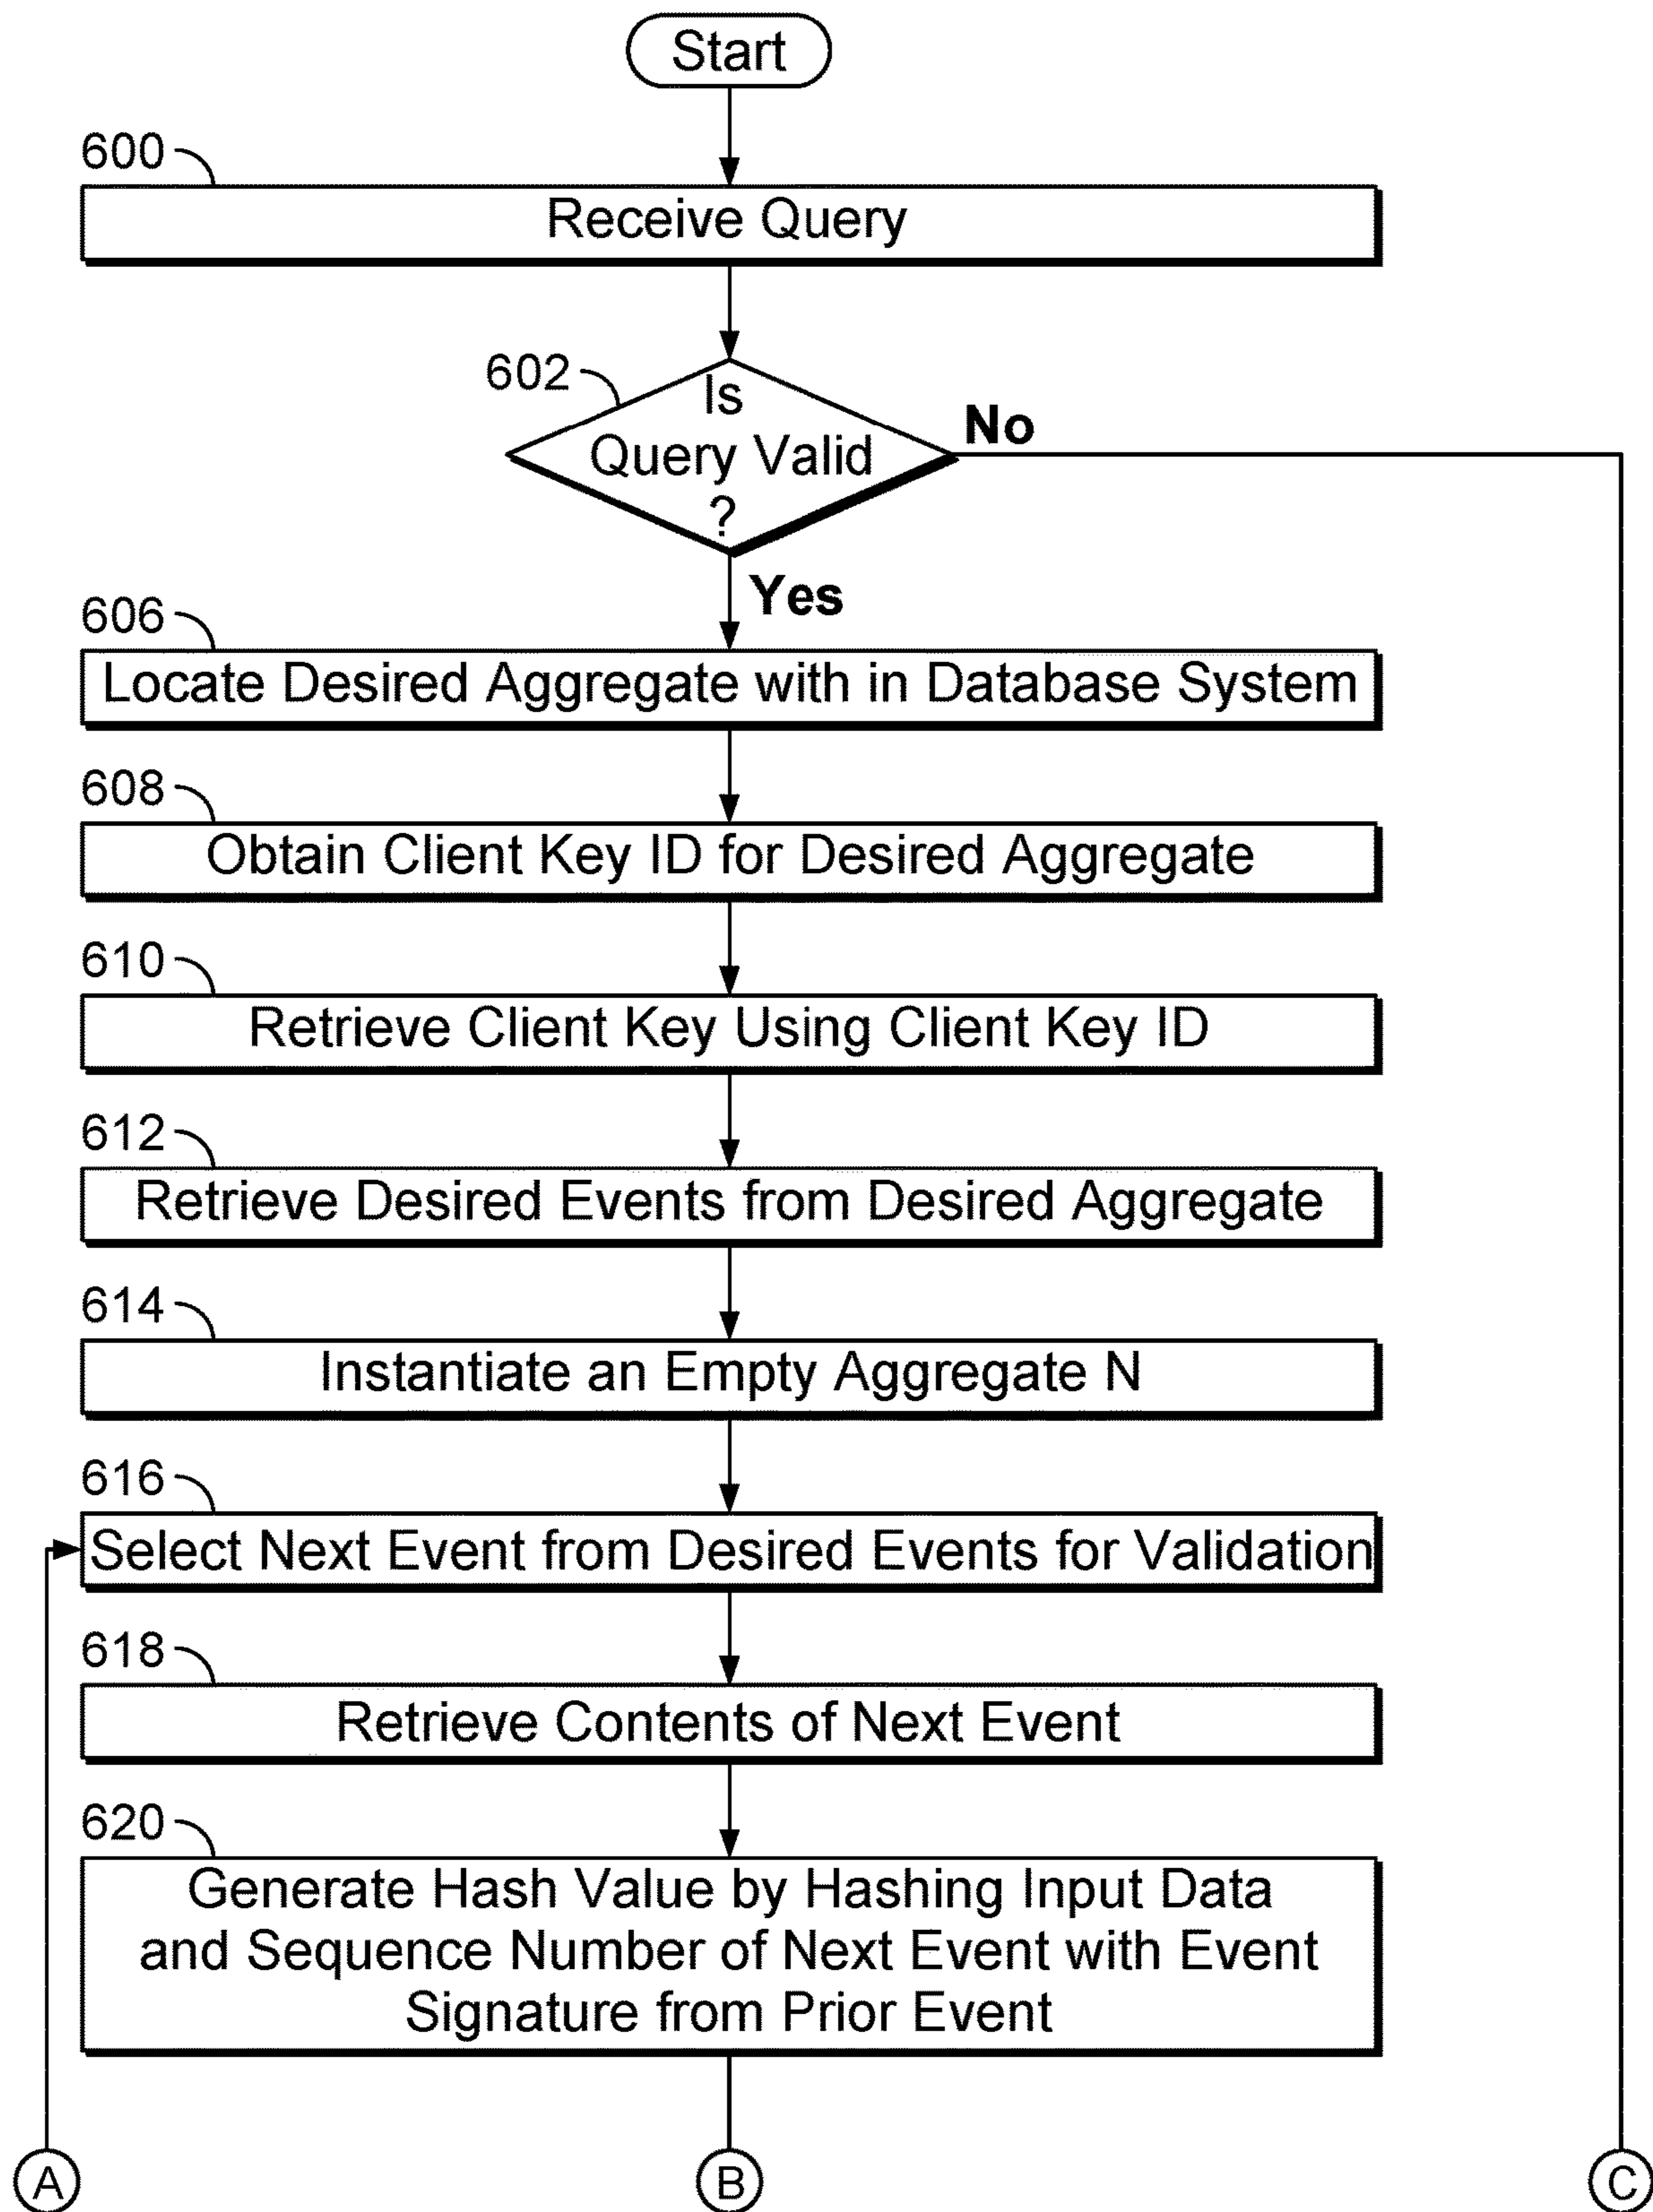 Start
600
Receive Query
602
Is
Query Valid
?
No
Yes
606
Locate Desired Aggregate with in Database System
608
Obtain Client Key ID for Desired Aggregate
610
Retrieve Client Key Using Client Key ID
612
Retrieve Desired Events from Desired Aggregate
614
Instantiate an Empty Aggregate N
616
Select Next Event from Desired Events for Validation
618
Retrieve Contents of Next Event
620
Generate Hash Value by Hashing Input Data
and Sequence Number of Next Event with Event
Signature from Prior Event
A
B
C